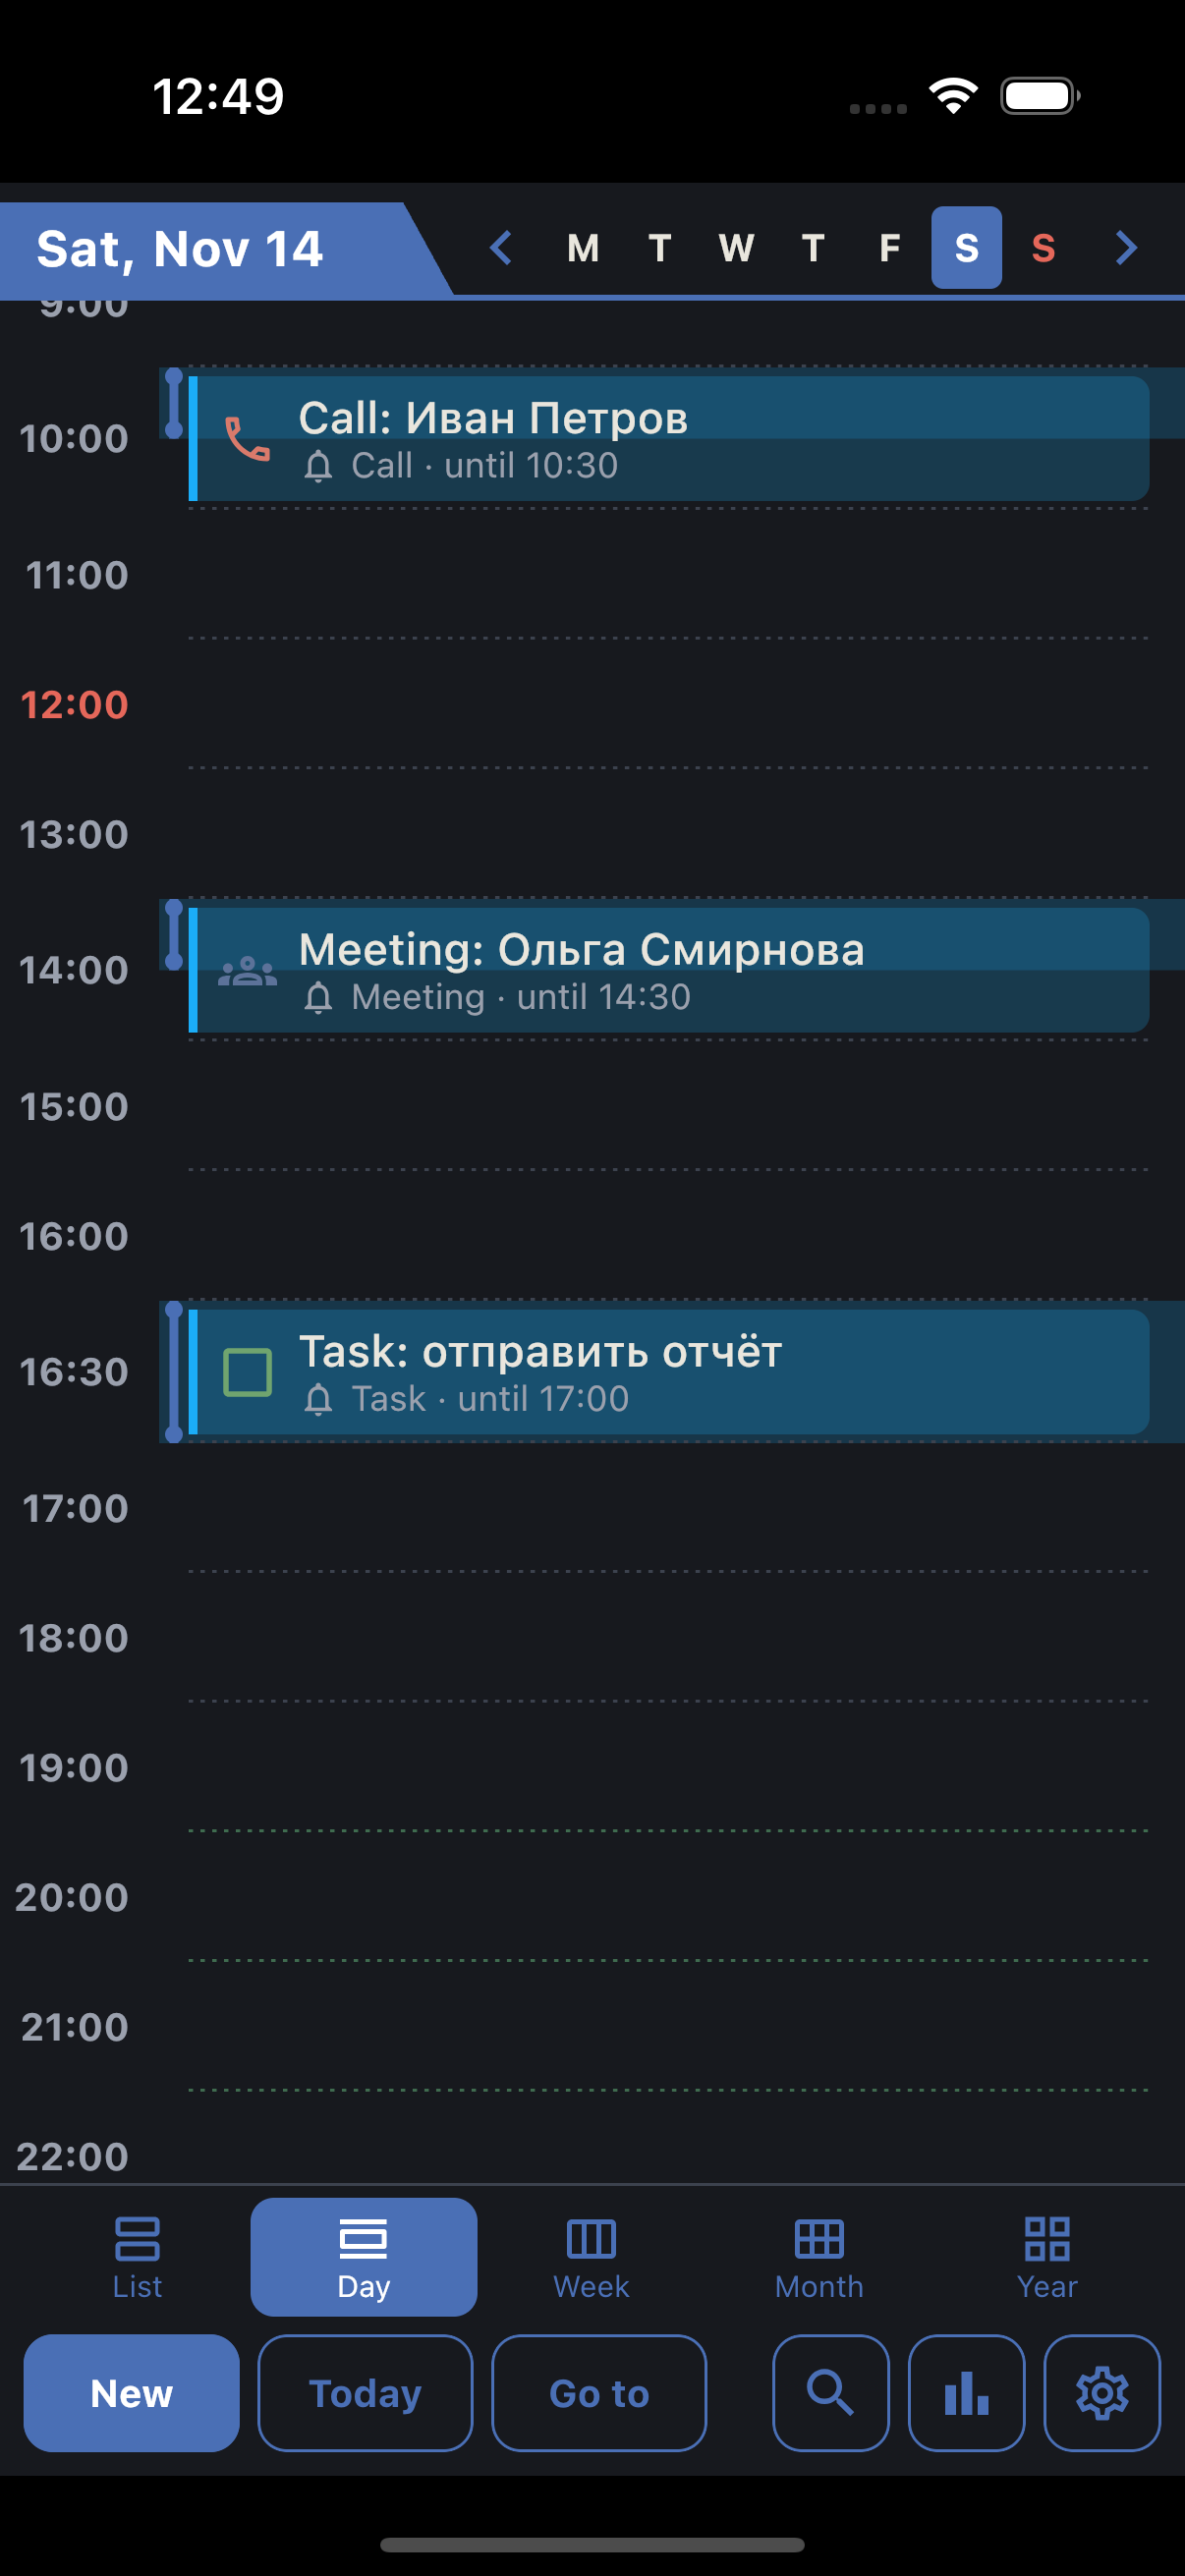 12:49
Sat, Nov 14
M T W T F S S
9:00
10:00
Call: Иван Петров
Call · until 10:30
11:00
12:00
13:00
14:00
Meeting: Ольга Смирнова
Meeting · until 14:30
15:00
16:00
16:30
Task: отправить отчёт
Task · until 17:00
17:00
18:00
19:00
20:00
21:00
22:00
List Day Week Month Year
New Today Go to